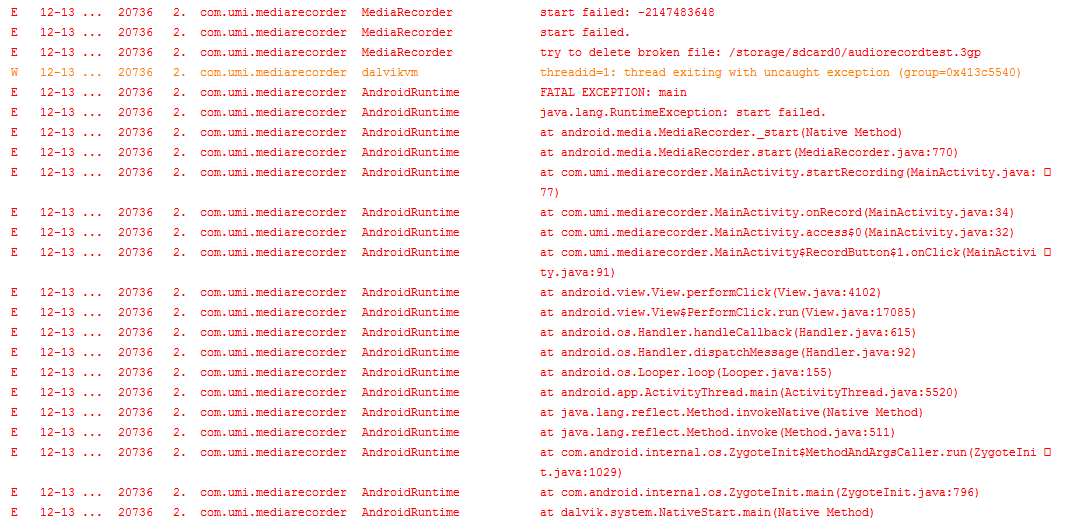 E 12-13 ... 20736 2. com.umi.mediarecorder MediaRecorder start failed: -2147483648
E 12-13 ... 20736 2. com.umi.mediarecorder MediaRecorder start failed.
E 12-13 ... 20736 2. com.umi.mediarecorder MediaRecorder try to delete broken file: /storage/sdcard0/audiorecordtest.3gp
W 12-13 ... 20736 2. com.umi.mediarecorder dalvikvm threadid=1: thread exiting with uncaught exception (group=0x413c5540)
E 12-13 ... 20736 2. com.umi.mediarecorder AndroidRuntime FATAL EXCEPTION: main
E 12-13 ... 20736 2. com.umi.mediarecorder AndroidRuntime java.lang.RuntimeException: start failed.
E 12-13 ... 20736 2. com.umi.mediarecorder AndroidRuntime at android.media.MediaRecorder._start(Native Method)
E 12-13 ... 20736 2. com.umi.mediarecorder AndroidRuntime at android.media.MediaRecorder.start(MediaRecorder.java:770)
E 12-13 ... 20736 2. com.umi.mediarecorder AndroidRuntime at com.umi.mediarecorder.MainActivity.startRecording(MainActivity.java:
77)
E 12-13 ... 20736 2. com.umi.mediarecorder AndroidRuntime at com.umi.mediarecorder.MainActivity.onRecord(MainActivity.java:34)
E 12-13 ... 20736 2. com.umi.mediarecorder AndroidRuntime at com.umi.mediarecorder.MainActivity.access$0(MainActivity.java:32)
E 12-13 ... 20736 2. com.umi.mediarecorder AndroidRuntime at com.umi.mediarecorder.MainActivity$RecordButton$1.onClick(MainActivi
ty.java:91)
E 12-13 ... 20736 2. com.umi.mediarecorder AndroidRuntime at android.view.View.performClick(View.java:4102)
E 12-13 ... 20736 2. com.umi.mediarecorder AndroidRuntime at android.view.View$PerformClick.run(View.java:17085)
E 12-13 ... 20736 2. com.umi.mediarecorder AndroidRuntime at android.os.Handler.handleCallback(Handler.java:615)
E 12-13 ... 20736 2. com.umi.mediarecorder AndroidRuntime at android.os.Handler.dispatchMessage(Handler.java:92)
E 12-13 ... 20736 2. com.umi.mediarecorder AndroidRuntime at android.os.Looper.loop(Looper.java:155)
E 12-13 ... 20736 2. com.umi.mediarecorder AndroidRuntime at android.app.ActivityThread.main(ActivityThread.java:5520)
E 12-13 ... 20736 2. com.umi.mediarecorder AndroidRuntime at java.lang.reflect.Method.invokeNative(Native Method)
E 12-13 ... 20736 2. com.umi.mediarecorder AndroidRuntime at java.lang.reflect.Method.invoke(Method.java:511)
E 12-13 ... 20736 2. com.umi.mediarecorder AndroidRuntime at com.android.internal.os.ZygoteInit$MethodAndArgsCaller.run(ZygoteIni
t.java:1029)
E 12-13 ... 20736 2. com.umi.mediarecorder AndroidRuntime at com.android.internal.os.ZygoteInit.main(ZygoteInit.java:796)
E 12-13 ... 20736 2. com.umi.mediarecorder AndroidRuntime at dalvik.system.NativeStart.main(Native Method)